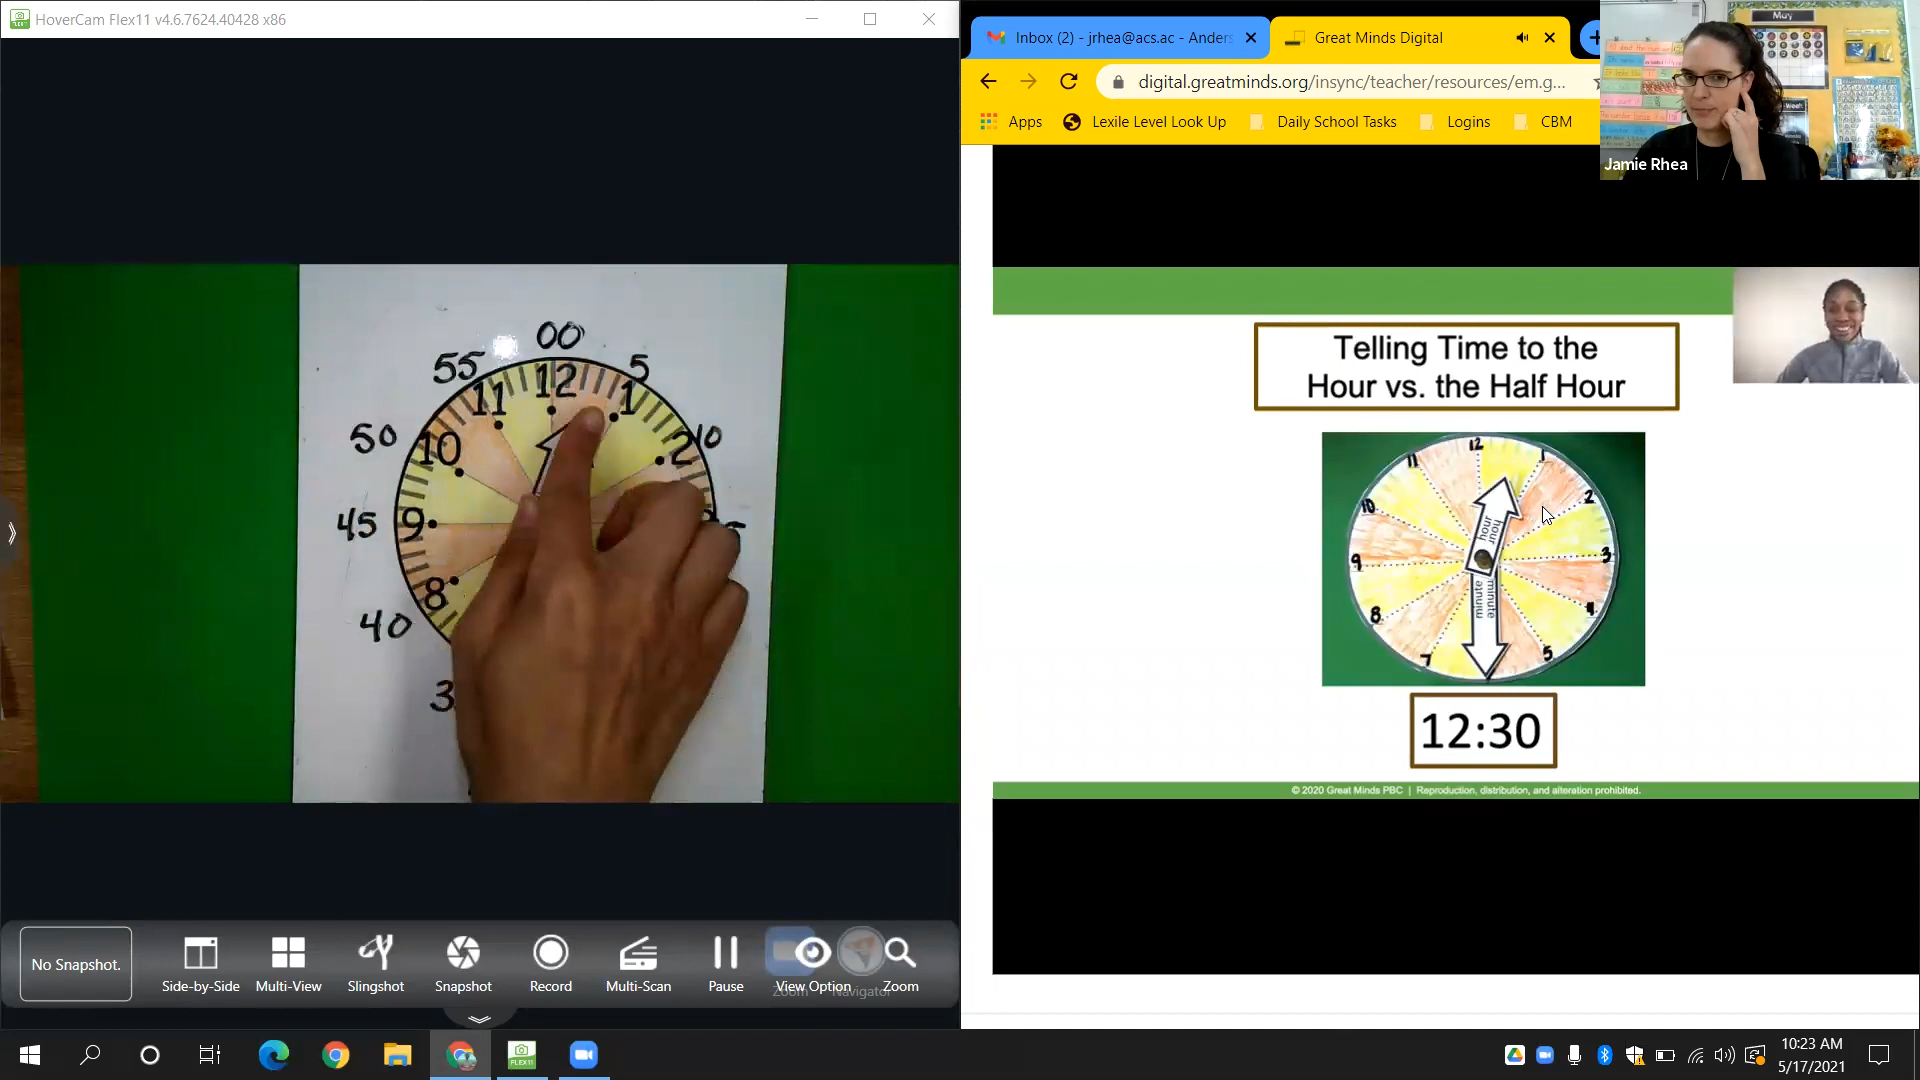 HoverCam Flex11 v4.6.7624.40428 x86
00
55
5
12
11
1
50
10
2
10
45
9
8
40
3
No Snapshot.
Side-by-Side
Multi-View
Slingshot
Snapshot
Record
Multi-Scan
Pause
View Option
Zoom
Zoom
Navigator
FLEX11
Inbox (2) - jrhea@acs.ac - Anders
Great Minds Digital
digital.greatminds.org/insync/teacher/resources/em.g...
Apps
Lexile Level Look Up
Daily School Tasks
Logins
CBM
May
Jamie Rhea
Telling Time to the
Hour vs. the Half Hour
12
11
1
10
2
9
3
8
4
7
5
hour
hour
minute
minute
12:30
© 2020 Great Minds PBC | Reproduction, distribution, and alteration prohibited.
10:23 AM
5/17/2021